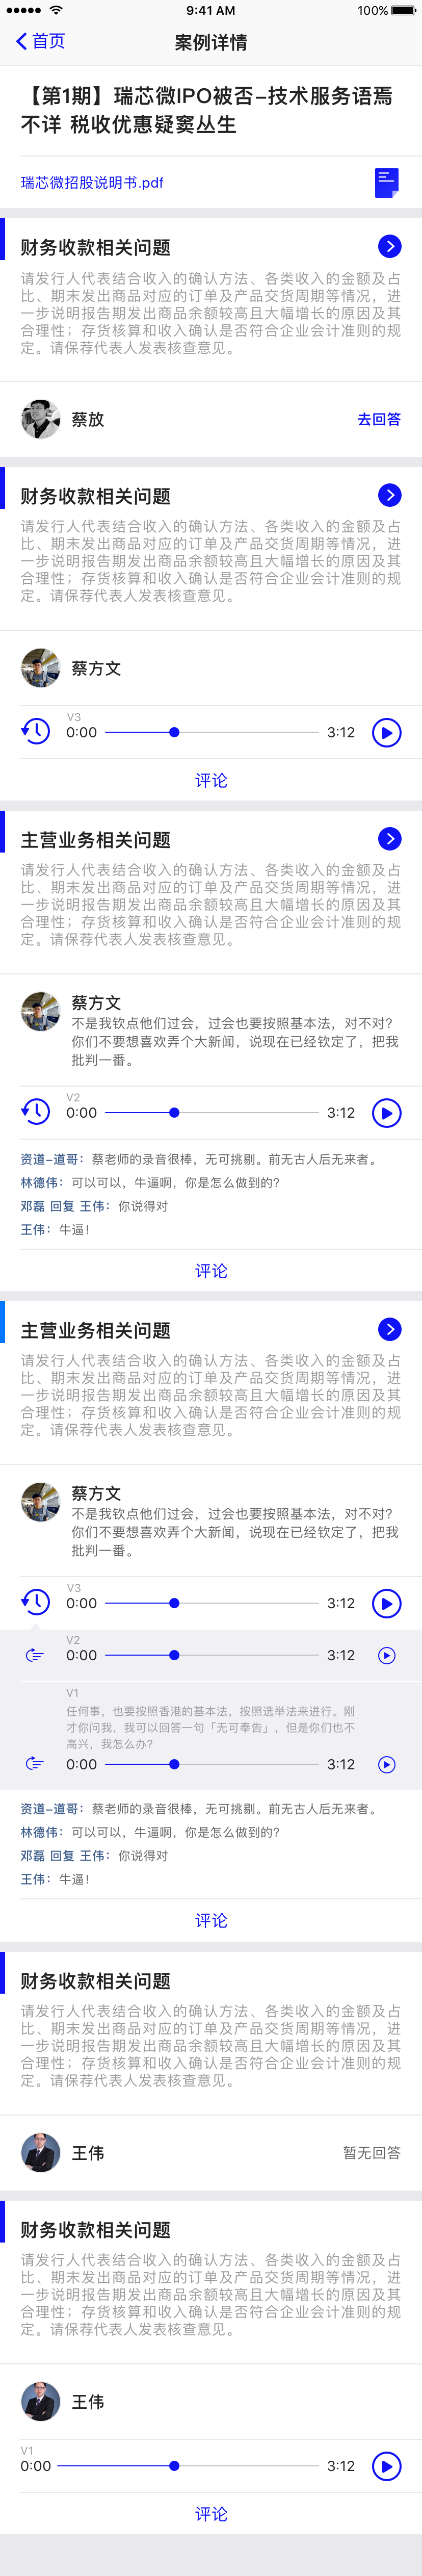 9:41 AM 100%
首页 案例详情
【第1期】瑞芯微IPO被否-技术服务语焉
不详 税收优惠疑窦丛生
瑞芯微招股说明书.pdf
财务收款相关问题
请发行人代表结合收入的确认方法、各类收入的金额及占
比、期末发出商品对应的订单及产品交货周期等情况，进
一步说明报告期发出商品余额较高且大幅增长的原因及其
合理性；存货核算和收入确认是否符合企业会计准则的规
定。请保荐代表人发表核查意见。
蔡放 去回答
财务收款相关问题
请发行人代表结合收入的确认方法、各类收入的金额及占
比、期末发出商品对应的订单及产品交货周期等情况，进
一步说明报告期发出商品余额较高且大幅增长的原因及其
合理性；存货核算和收入确认是否符合企业会计准则的规
定。请保荐代表人发表核查意见。
蔡方文
V3
0:00 3:12
评论
主营业务相关问题
请发行人代表结合收入的确认方法、各类收入的金额及占
比、期末发出商品对应的订单及产品交货周期等情况，进
一步说明报告期发出商品余额较高且大幅增长的原因及其
合理性；存货核算和收入确认是否符合企业会计准则的规
定。请保荐代表人发表核查意见。
蔡方文
不是我钦点他们过会，过会也要按照基本法，对不对？
你们不要想喜欢弄个大新闻，说现在已经钦定了，把我
批判一番。
V2
0:00 3:12
资道-道哥：蔡老师的录音很棒，无可挑剔。前无古人后无来者。
林德伟：可以可以，牛逼啊，你是怎么做到的？
邓磊 回复 王伟：你说得对
王伟：牛逼！
评论
主营业务相关问题
请发行人代表结合收入的确认方法、各类收入的金额及占
比、期末发出商品对应的订单及产品交货周期等情况，进
一步说明报告期发出商品余额较高且大幅增长的原因及其
合理性；存货核算和收入确认是否符合企业会计准则的规
定。请保荐代表人发表核查意见。
蔡方文
不是我钦点他们过会，过会也要按照基本法，对不对？
你们不要想喜欢弄个大新闻，说现在已经钦定了，把我
批判一番。
V3
0:00 3:12
V2
0:00 3:12
V1
任何事，也要按照香港的基本法，按照选举法来进行。刚
才你问我，我可以回答一句「无可奉告」，但是你们也不
高兴，我怎么办？
0:00 3:12
资道-道哥：蔡老师的录音很棒，无可挑剔。前无古人后无来者。
林德伟：可以可以，牛逼啊，你是怎么做到的？
邓磊 回复 王伟：你说得对
王伟：牛逼！
评论
财务收款相关问题
请发行人代表结合收入的确认方法、各类收入的金额及占
比、期末发出商品对应的订单及产品交货周期等情况，进
一步说明报告期发出商品余额较高且大幅增长的原因及其
合理性；存货核算和收入确认是否符合企业会计准则的规
定。请保荐代表人发表核查意见。
王伟 暂无回答
财务收款相关问题
请发行人代表结合收入的确认方法、各类收入的金额及占
比、期末发出商品对应的订单及产品交货周期等情况，进
一步说明报告期发出商品余额较高且大幅增长的原因及其
合理性；存货核算和收入确认是否符合企业会计准则的规
定。请保荐代表人发表核查意见。
王伟
V1
0:00 3:12
评论